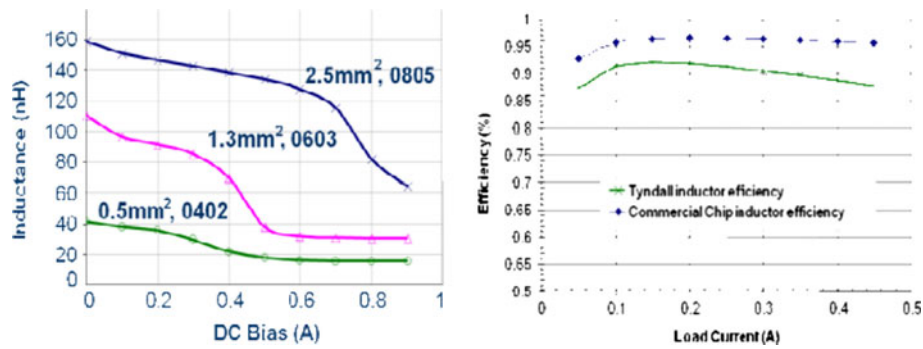 160
140
120
100
80
60
40
20
0
Inductance (nH)
2.5mm², 0805
1.3mm², 0603
0.5mm², 0402
0 0.2 0.4 0.6 0.8 1
DC Bias (A)
1
0.95
0.9
0.85
0.8
0.75
0.7
0.65
0.6
0.55
0.5
Efficiency (%)
Tyndall inductor efficiency
Commercial Chip inductor efficiency
0 0.1 0.2 0.3 0.4 0.5
Load Current (A)